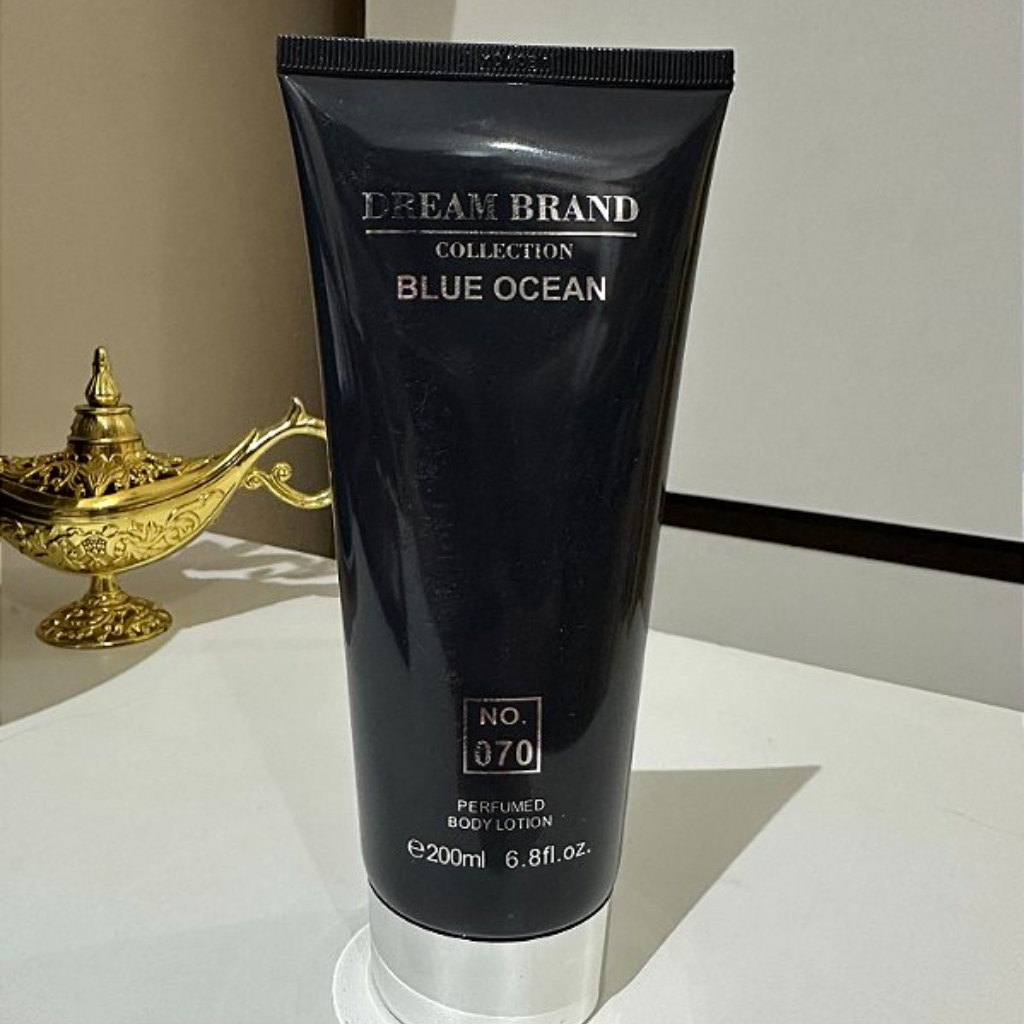 DREAM BRAND
COLLECTION
BLUE OCEAN
NO.
070
PERFUMED
BODY LOTION
℮200ml 6.8fl.oz.